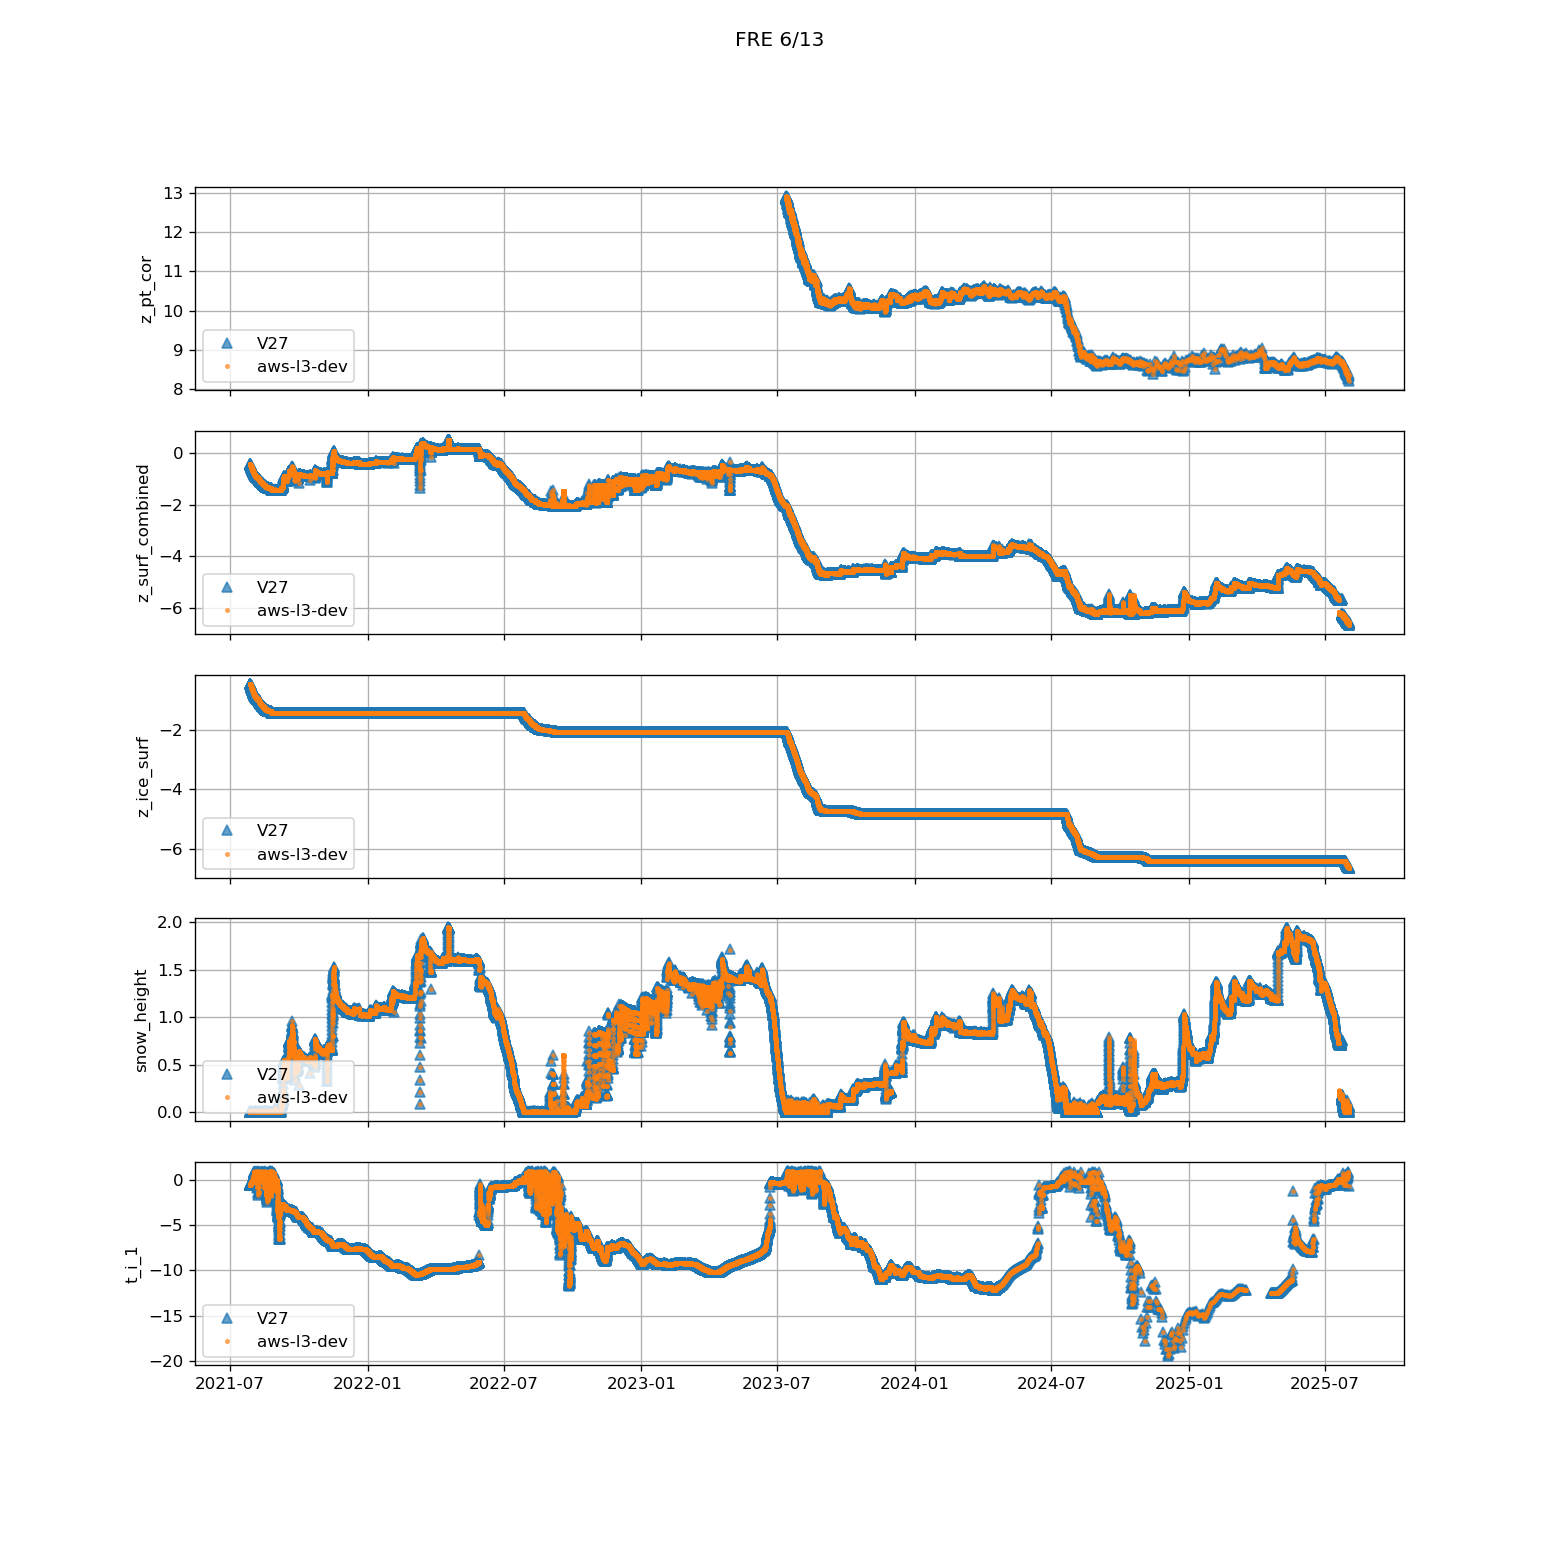 FRE 6/13
13
12
11
10
9
8
z_pt_cor
V27
aws-l3-dev
0
−2
−4
−6
z_surf_combined
V27
aws-l3-dev
−2
−4
−6
z_ice_surf
V27
aws-l3-dev
2.0
1.5
1.0
0.5
0.0
snow_height
V27
aws-l3-dev
0
−5
−10
−15
−20
t_i_1
V27
aws-l3-dev
2021-07 2022-01 2022-07 2023-01 2023-07 2024-01 2024-07 2025-01 2025-07